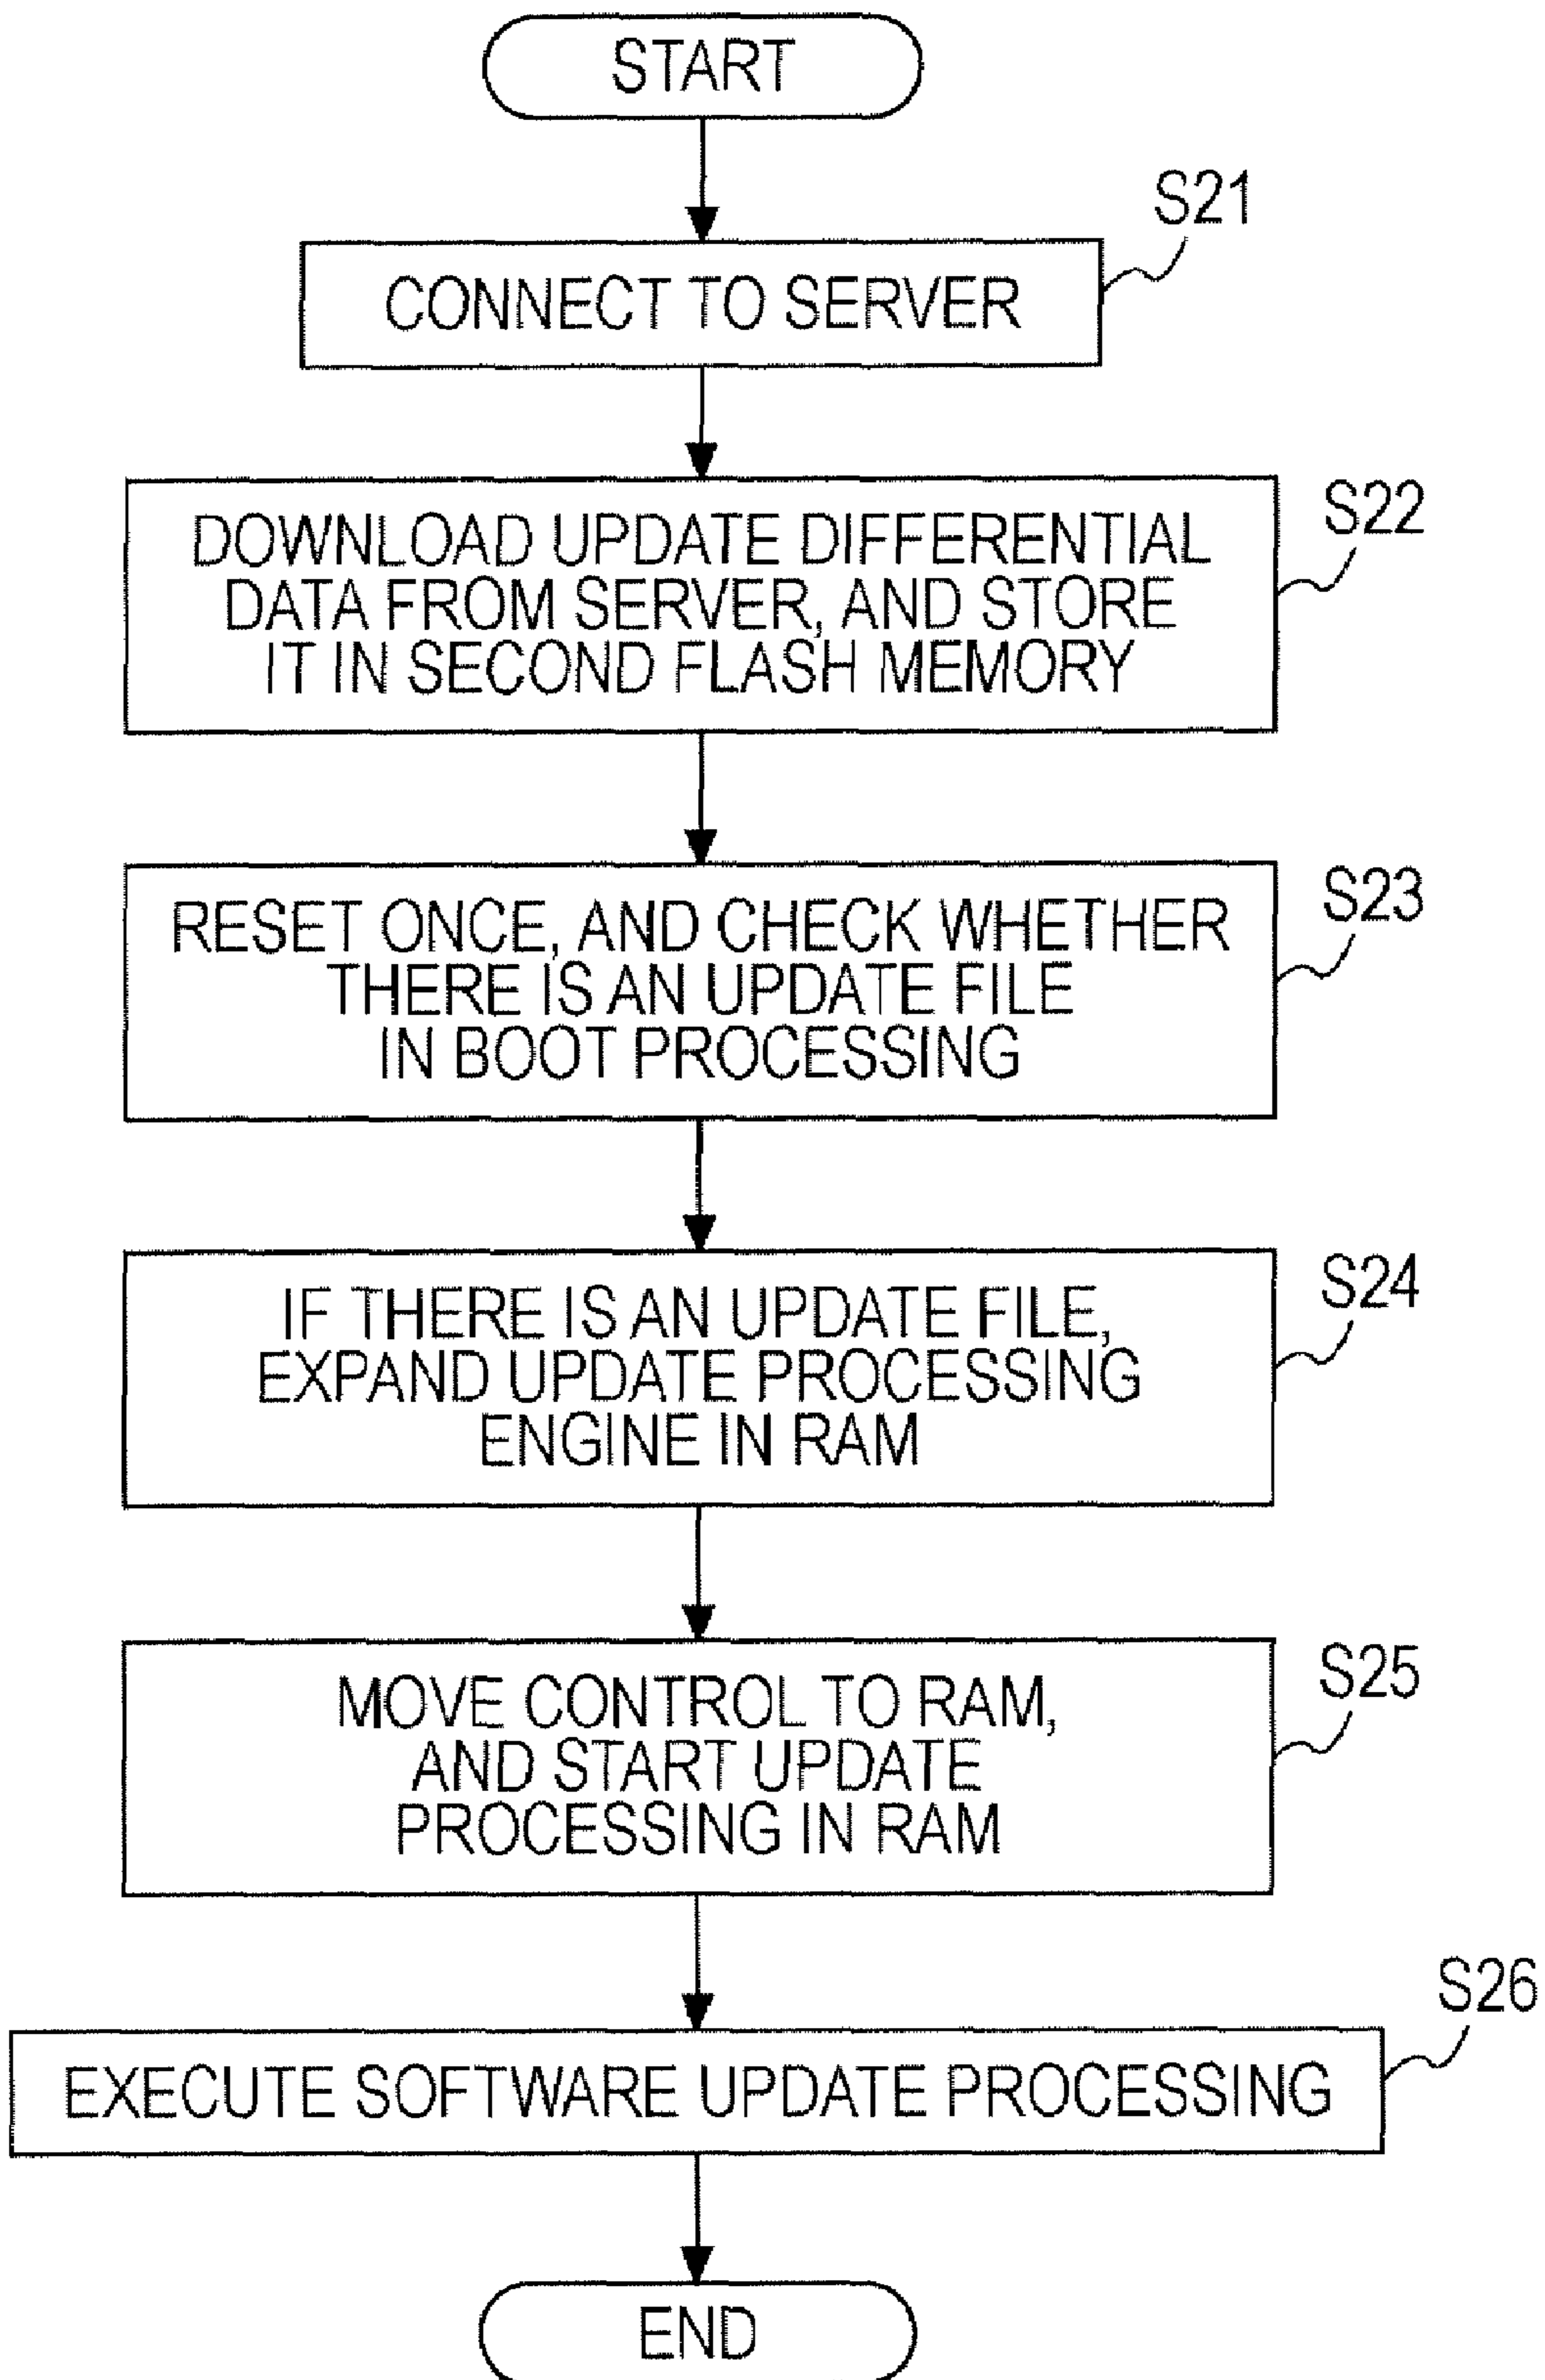 START
S21
CONNECT TO SERVER
S22
DOWNLOAD UPDATE DIFFERENTIAL
DATA FROM SERVER, AND STORE
IT IN SECOND FLASH MEMORY
S23
RESET ONCE, AND CHECK WHETHER
THERE IS AN UPDATE FILE
IN BOOT PROCESSING
S24
IF THERE IS AN UPDATE FILE,
EXPAND UPDATE PROCESSING
ENGINE IN RAM
S25
MOVE CONTROL TO RAM,
AND START UPDATE
PROCESSING IN RAM
S26
EXECUTE SOFTWARE UPDATE PROCESSING
END